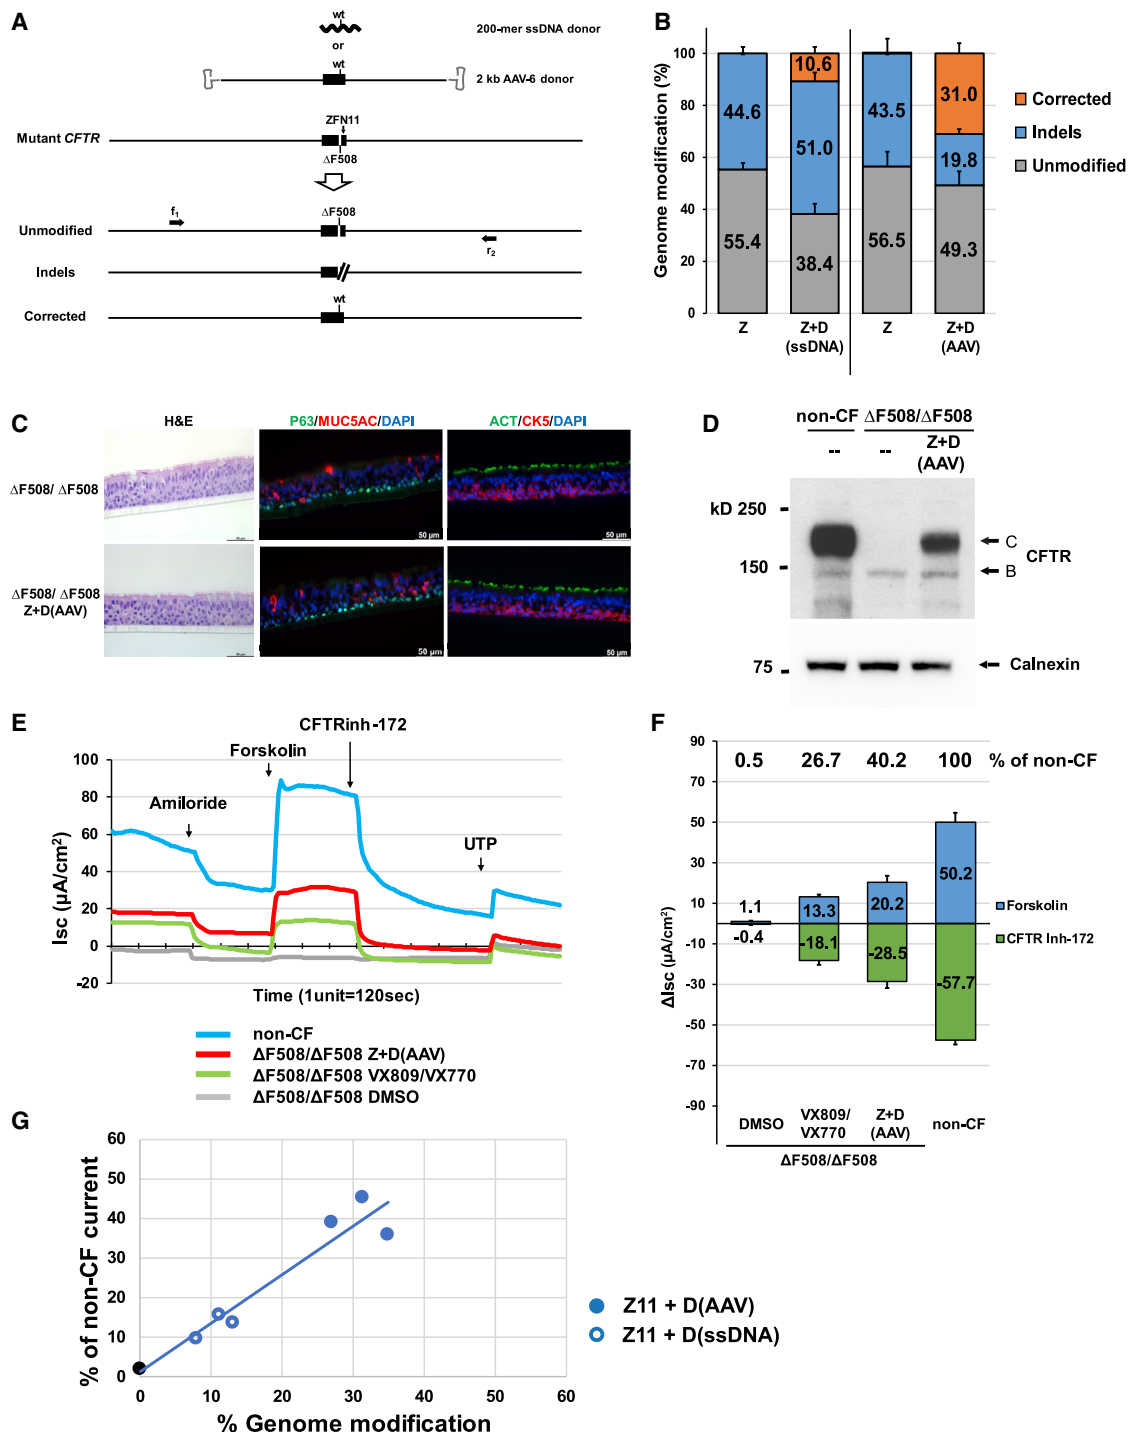 A
wt
200-mer ssDNA donor
or
wt
2 kb AAV-6 donor
ZFN11
Mutant CFTR
ΔF508
f1
ΔF508
Unmodified
r2
Indels
wt
Corrected
B
Genome modification (%)
100
80
60
40
20
0
44.6
55.4
10.6
51.0
38.4
43.5
56.5
31.0
19.8
49.3
Z
Z+D
(ssDNA)
Z
Z+D
(AAV)
Corrected
Indels
Unmodified
C
H&E
P63/MUC5AC/DAPI
ACT/CK5/DAPI
ΔF508/ ΔF508
50 μm
50 μm
ΔF508/ ΔF508
Z+D(AAV)
50 μm
50 μm
D
non-CF ΔF508/ΔF508
-- -- Z+D
(AAV)
kD 250
150
C
CFTR
B
75
Calnexin
E
CFTRinh-172
Forskolin
Amiloride
UTP
Isc (μA/cm2)
100
80
60
40
20
0
-20
Time (1unit=120sec)
non-CF
ΔF508/ΔF508 Z+D(AAV)
ΔF508/ΔF508 VX809/VX770
ΔF508/ΔF508 DMSO
F
90
70
50
30
10
-10
-30
-50
-70
-90
ΔIsc (μA/cm2)
0.5 26.7 40.2 100 % of non-CF
1.1
-0.4
13.3
-18.1
20.2
-28.5
50.2
-57.7
Forskolin
CFTR Inh-172
DMSO
VX809/
VX770
Z+D
(AAV)
non-CF
ΔF508/ΔF508
G
% of non-CF current
60
50
40
30
20
10
0
0 10 20 30 40 50 60
% Genome modification
Z11 + D(AAV)
Z11 + D(ssDNA)